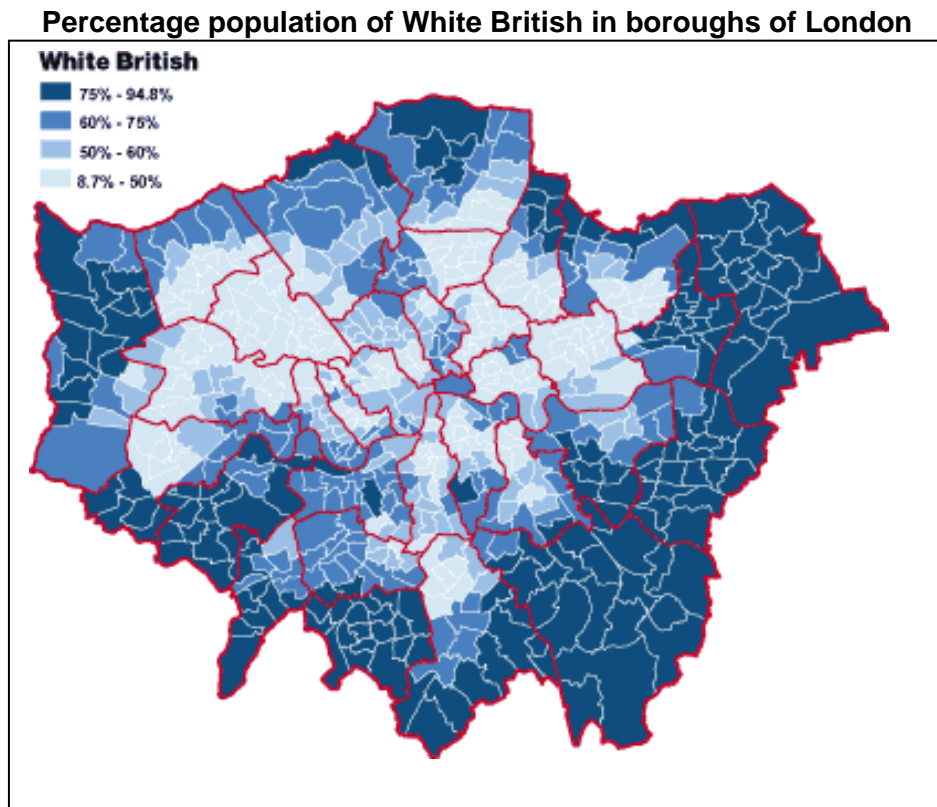 Percentage population of White British in boroughs of London
White British
75% - 94.8%
60% - 75%
50% - 60%
8.7% - 50%